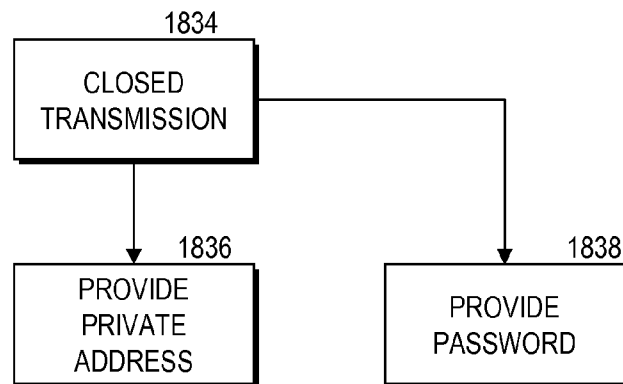 1834
CLOSED
TRANSMISSION
1836
PROVIDE
PRIVATE
ADDRESS
1838
PROVIDE
PASSWORD